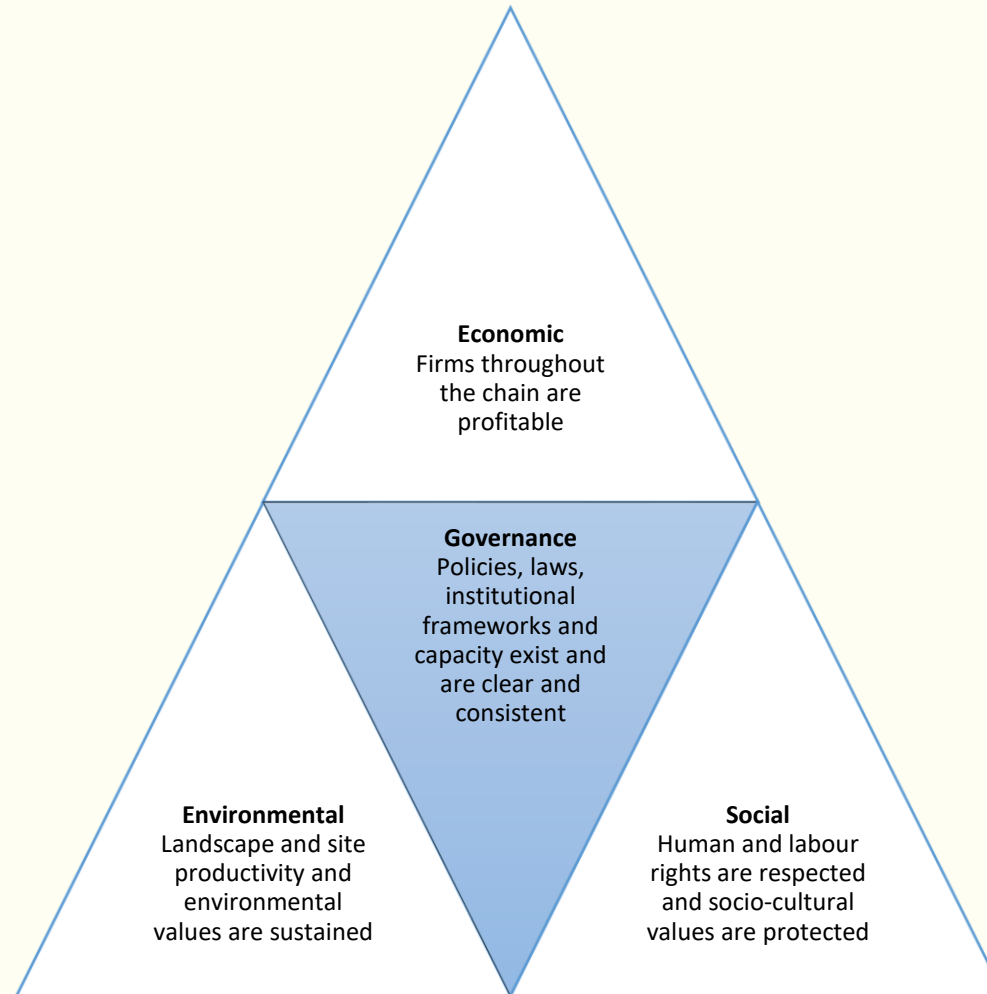 Economic
Firms throughout
the chain are
profitable
Governance
Policies, laws,
institutional
frameworks and
capacity exist and
are clear and
consistent
Environmental
Landscape and site
productivity and
environmental
values are sustained
Social
Human and labour
rights are respected
and socio-cultural
values are protected